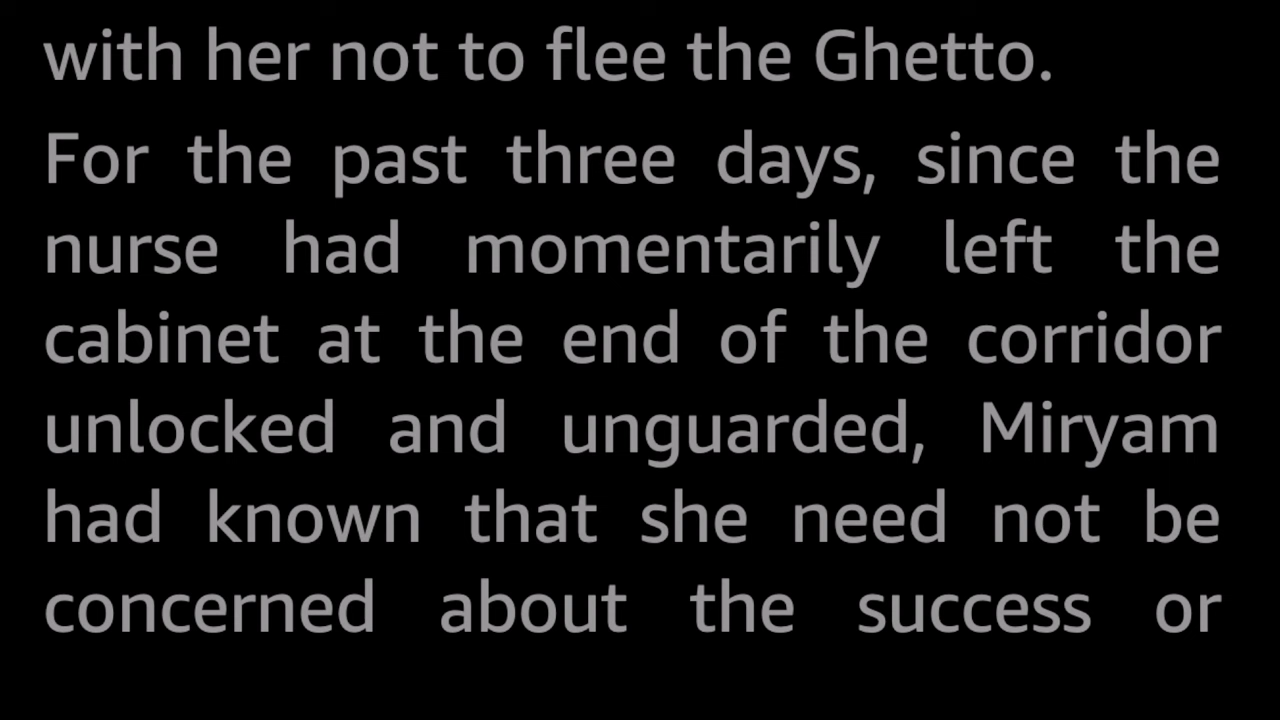 with her not to flee the Ghetto.
For the past three days, since the
nurse had momentarily left the
cabinet at the end of the corridor
unlocked and unguarded, Miryam
had known that she need not be
concerned about the success or